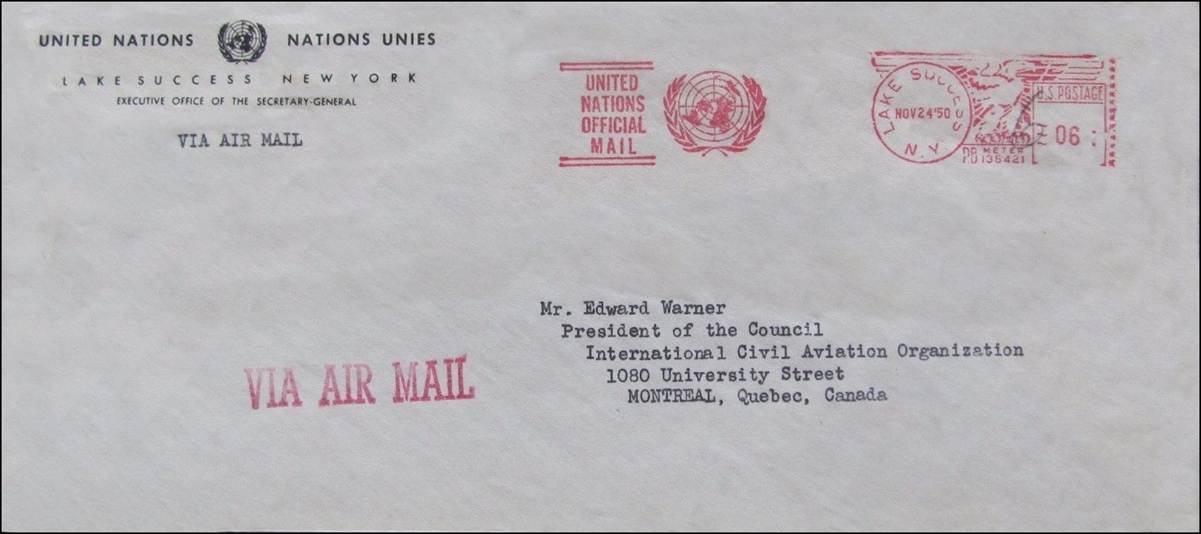 UNITED NATIONS NATIONS UNIES
LAKE SUCCESS NEW YORK
EXECUTIVE OFFICE OF THE SECRETARY-GENERAL
VIA AIR MAIL
UNITED
NATIONS
OFFICIAL
MAIL
LAKE SUCCESS
NOV 24 '50
N.Y.
U.S. POSTAGE
06
METER
136421
Mr. Edward Warner
President of the Council
International Civil Aviation Organization
1080 University Street
MONTREAL, Quebec, Canada
VIA AIR MAIL